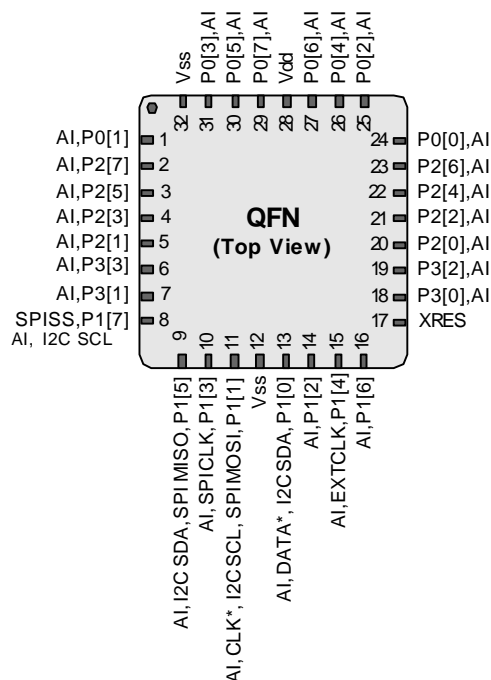 Vss
P0[3],AI
P0[5],AI
P0[7],AI
Vdd
P0[6],AI
P0[4],AI
P0[2],AI
32
31
30
29
28
27
26
25
AI,P0[1] 1
AI,P2[7] 2
AI,P2[5] 3
AI,P2[3] 4
AI,P2[1] 5
AI,P3[3] 6
AI,P3[1] 7
SPISS,P1[7] 8
AI, I2C SCL
QFN
(Top View)
24 P0[0],AI
23 P2[6],AI
22 P2[4],AI
21 P2[2],AI
20 P2[0],AI
19 P3[2],AI
18 P3[0],AI
17 XRES
9
10
11
12
13
14
15
16
AI,I2C SDA,SPI MISO,P1[5]
AI,SPICLK,P1[3]
AI,CLK*,I2CSCL,SPIMOSI,P1[1]
Vss
AI,DATA*,I2CSDA,P1[0]
AI,P1[2]
AI,EXTCLK,P1[4]
AI,P1[6]